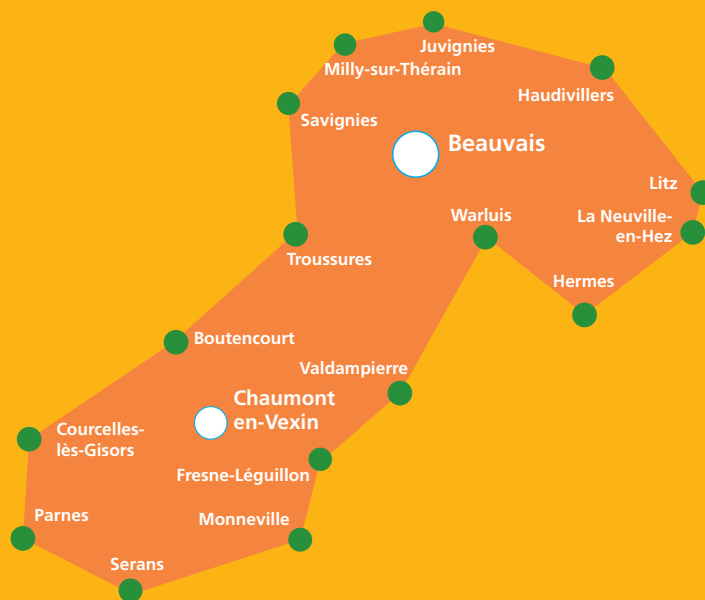 Juvignies
Milly-sur-Thérain
Haudivillers
Savignies
Beauvais
Litz
Warluis
La Neuville-
en-Hez
Troussures
Hermes
Boutencourt
Valdampierre
Chaumont
en-Vexin
Courcelles-
lès-Gisors
Fresne-Léguillon
Parnes
Monneville
Serans